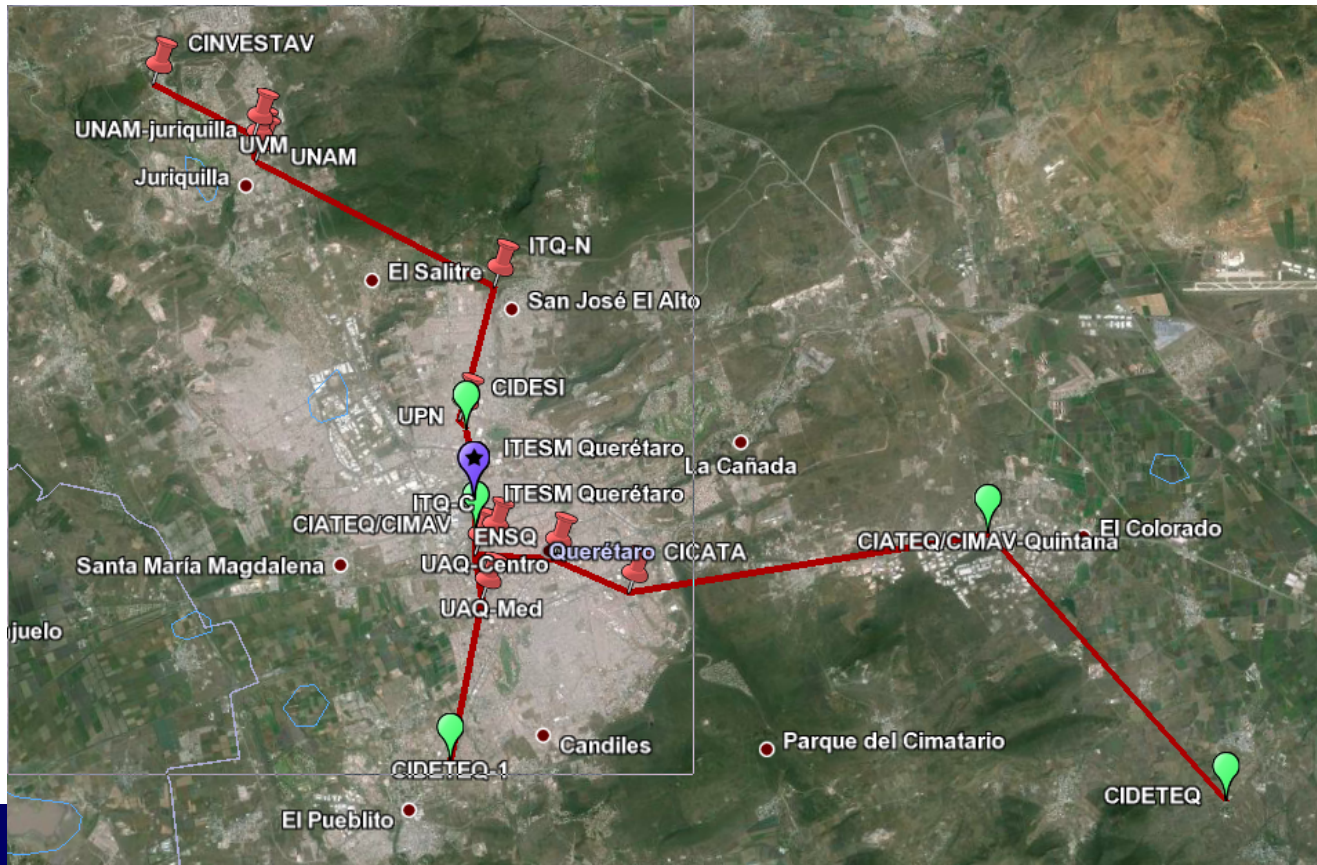 CINVESTAV
UNAM-juriquilla
UVM
UNAM
Juriquilla
ITQ-N
El Salitre
San José El Alto
CIDESI
UPN
ITESM Querétaro
La Cañada
ITESM Querétaro
ITQ-C
CIATEQ/CIMAV
ENSQ
CIATEQ/CIMAV-Quintana
El Colorado
Querétaro
CICATA
Santa María Magdalena
UAQ-Centro
UAQ-Med
njuelo
Candiles
Parque del Cimatario
CIDETEQ-1
CIDETEQ
El Pueblito